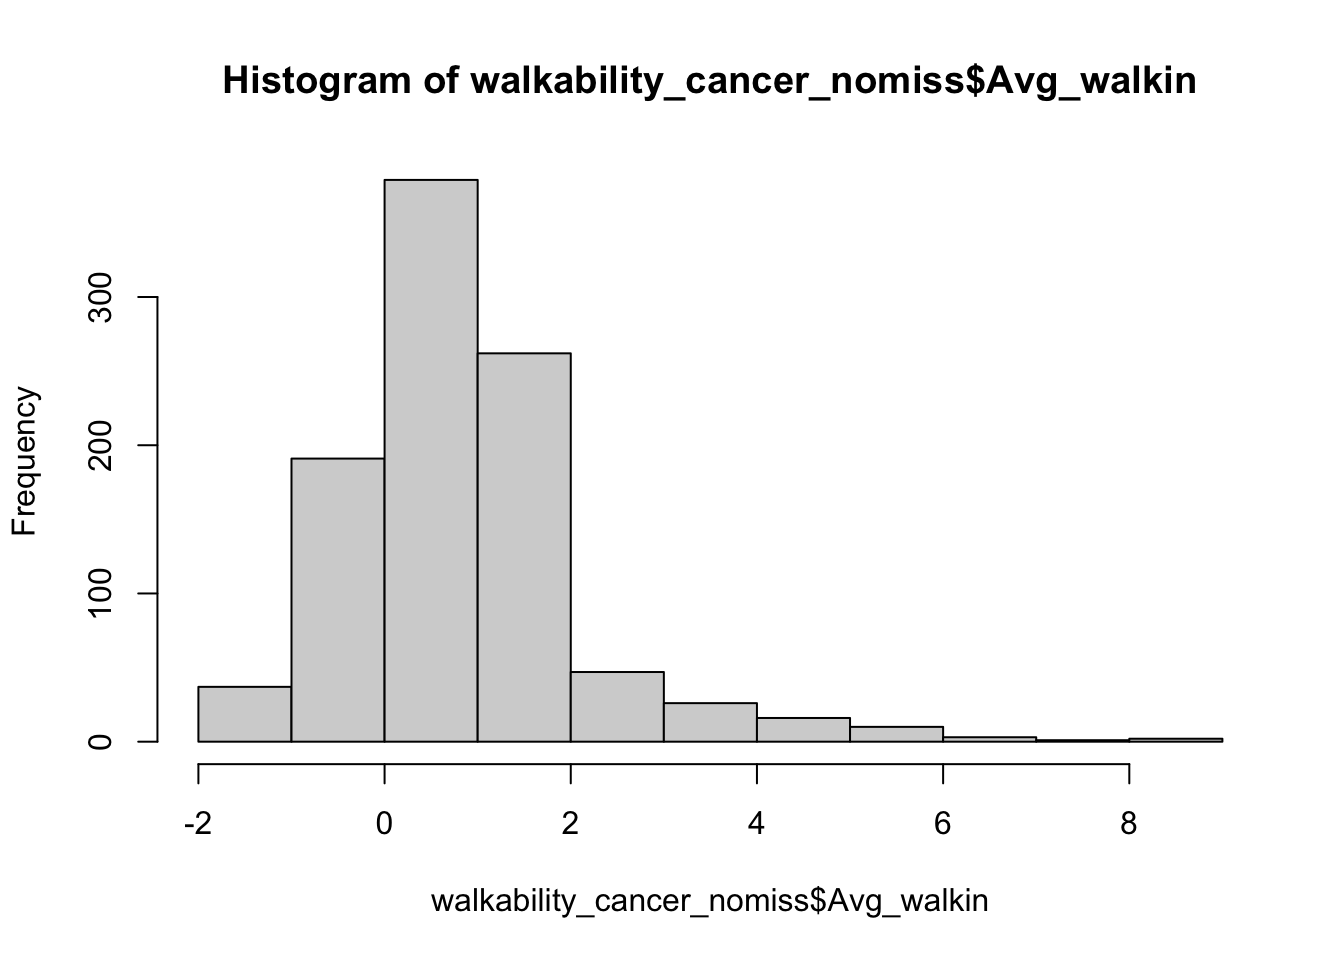 Histogram of walkability_cancer_nomiss$Avg_walkin
Frequency
300
200
100
0
-2 0 2 4 6 8
walkability_cancer_nomiss$Avg_walkin